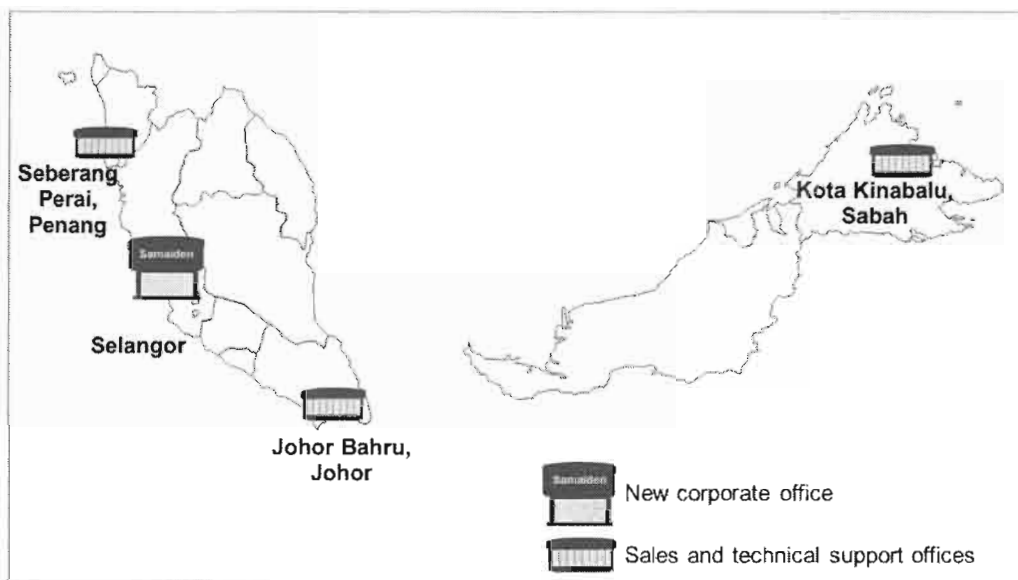 Seberang
Perai,
Penang
Samaiden
Selangor
Johor Bahru,
Johor
Kota Kinabalu,
Sabah
Samaiden
New corporate office
Sales and technical support offices